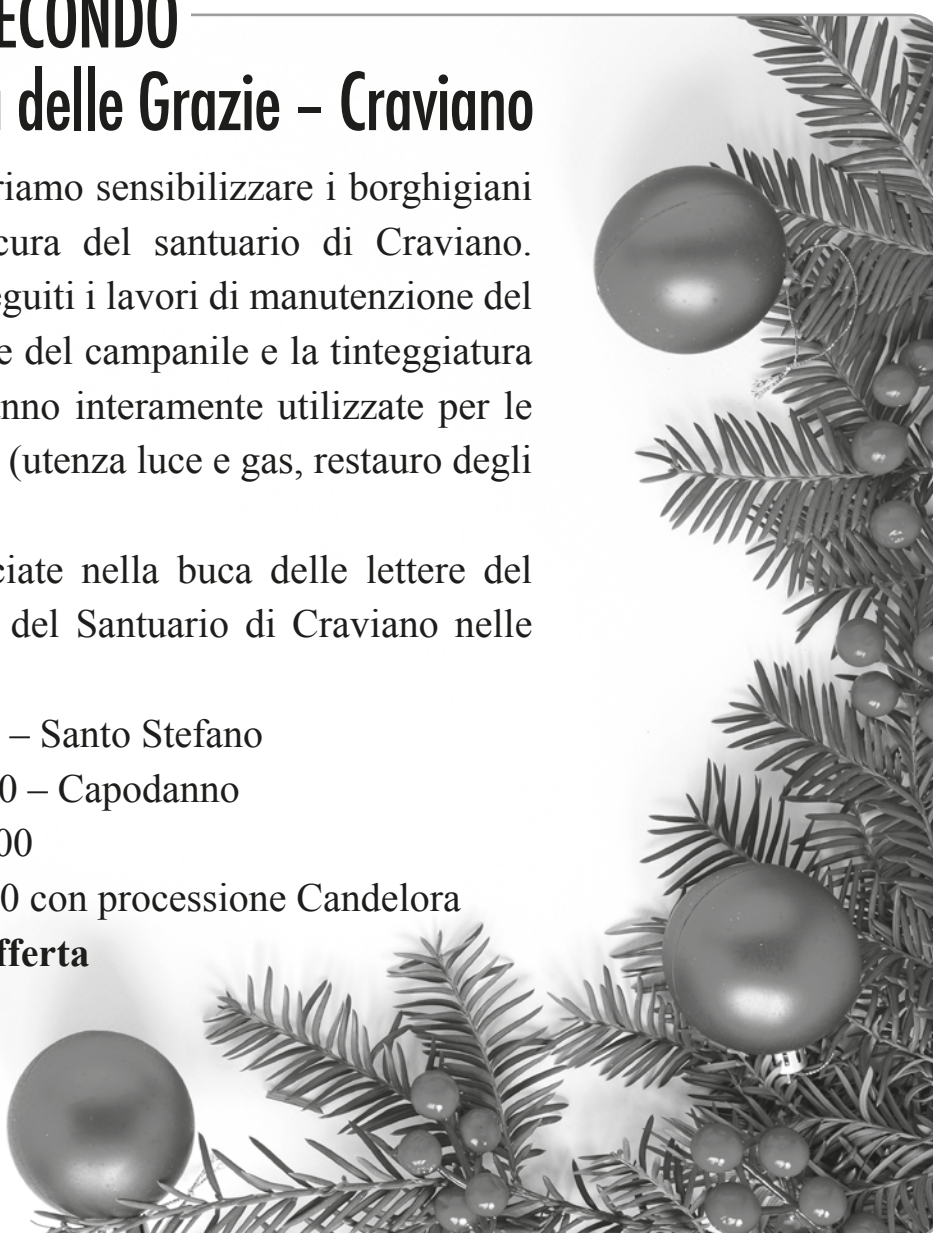 ECONDO
delle Grazie – Craviano
riamo sensibilizzare i borghigiani
cura del santuario di Craviano.
eguiti i lavori di manutenzione del
e del campanile e la tinteggiatura
anno interamente utilizzate per le
(utenza luce e gas, restauro degli
ciate nella buca delle lettere del
del Santuario di Craviano nelle
– Santo Stefano
0 – Capodanno
00
0 con processione Candelora
fferta